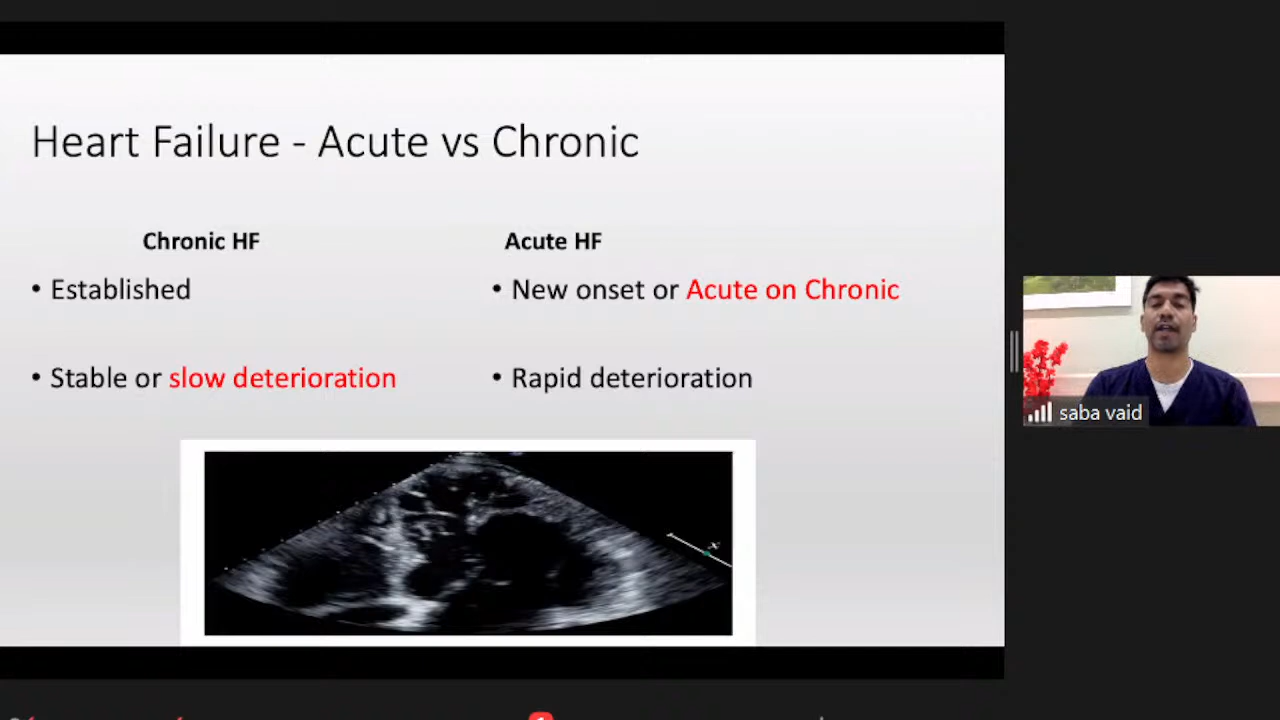 Heart Failure - Acute vs Chronic
Chronic HF
• Established
• Stable or slow deterioration
Acute HF
• New onset or Acute on Chronic
• Rapid deterioration
saba vaid